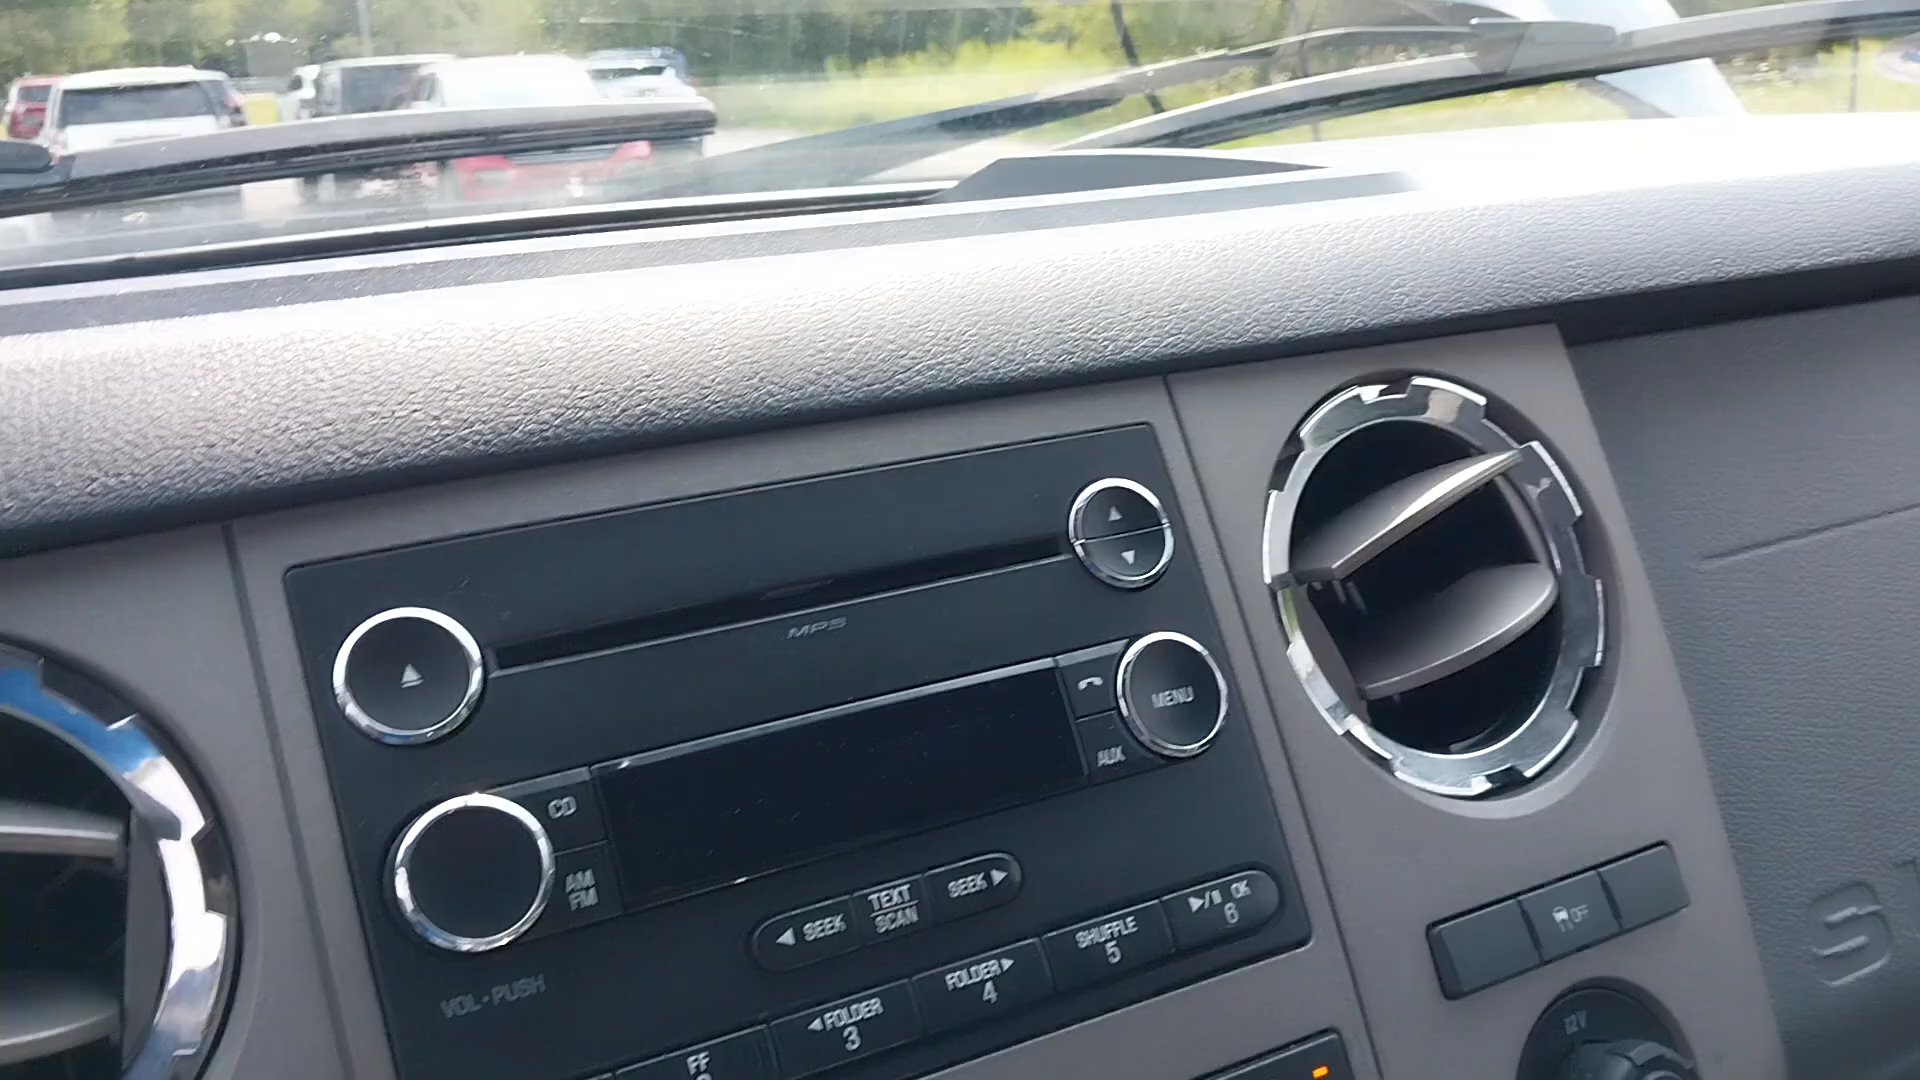 MP3
MENU
AUX
CD
AM
FM
SEEK
TEXT
SCAN
SEEK
VOL-PUSH
FF
FOLDER
3
FOLDER
4
SHUFFLE
5
OK
6
OFF
12V
S